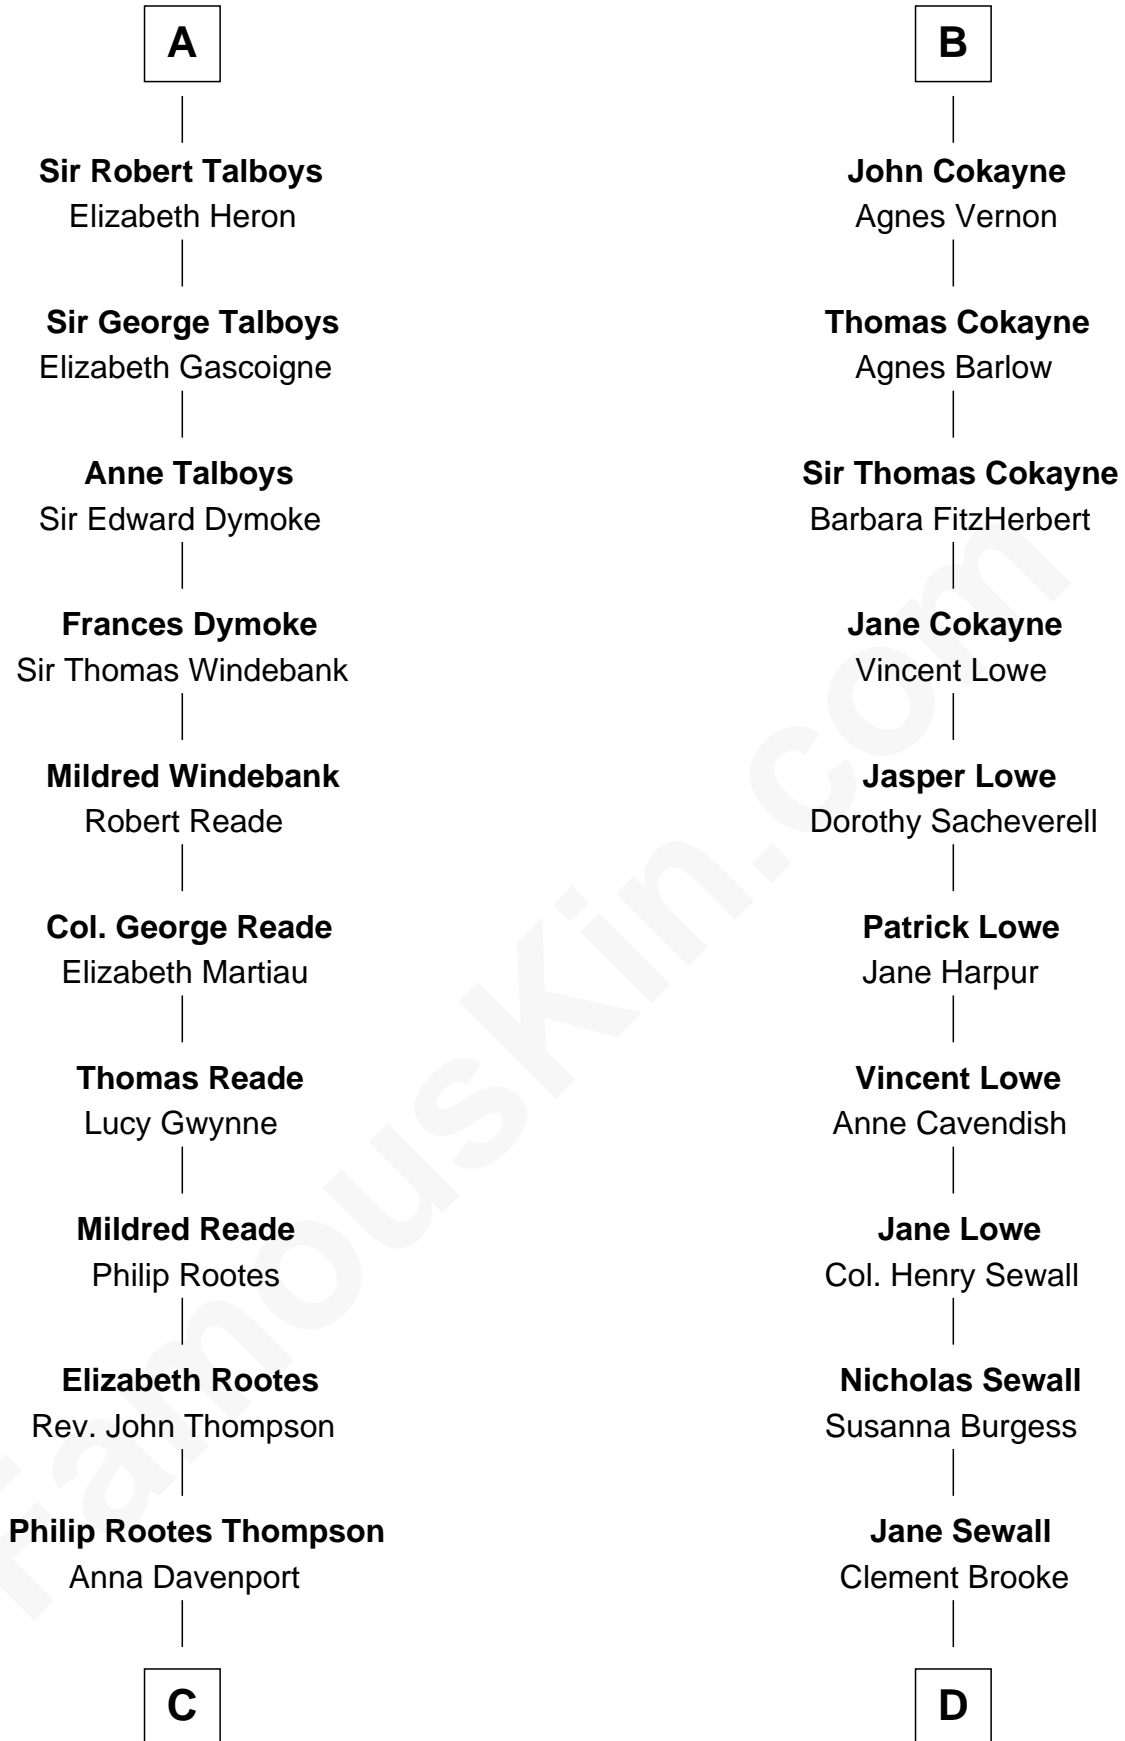 A
Sir Robert Talboys
Elizabeth Heron
Sir George Talboys
Elizabeth Gascoigne
Anne Talboys
Sir Edward Dymoke
Frances Dymoke
Sir Thomas Windebank
Mildred Windebank
Robert Reade
Col. George Reade
Elizabeth Martiau
Thomas Reade
Lucy Gwynne
Mildred Reade
Philip Rootes
Elizabeth Rootes
Rev. John Thompson
Philip Rootes Thompson
Anna Davenport
C
B
John Cokayne
Agnes Vernon
Thomas Cokayne
Agnes Barlow
Sir Thomas Cokayne
Barbara FitzHerbert
Jane Cokayne
Vincent Lowe
Jasper Lowe
Dorothy Sacheverell
Patrick Lowe
Jane Harpur
Vincent Lowe
Anne Cavendish
Jane Lowe
Col. Henry Sewall
Nicholas Sewall
Susanna Burgess
Jane Sewall
Clement Brooke
D
FamousKin.com